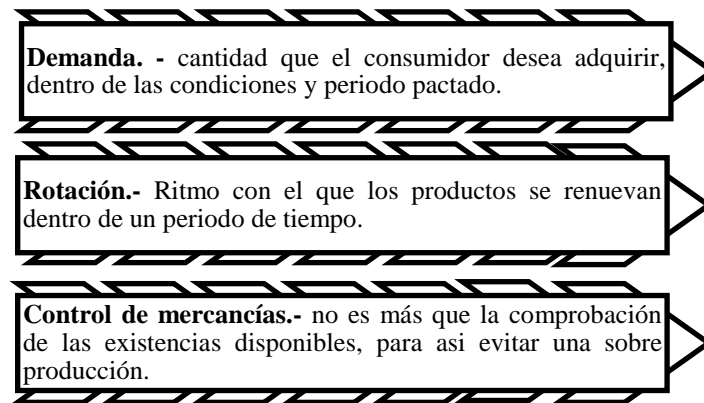 Demanda. - cantidad que el consumidor desea adquirir,
dentro de las condiciones y periodo pactado.
Rotación.- Ritmo con el que los productos se renuevan
dentro de un periodo de tiempo.
Control de mercancías.- no es más que la comprobación
de las existencias disponibles, para asi evitar una sobre
producción.